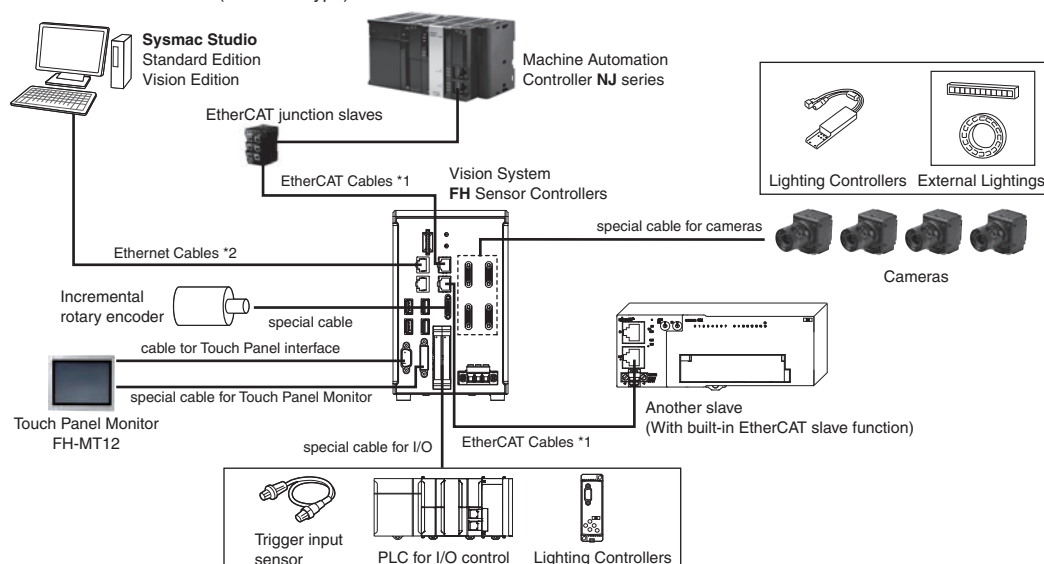 Sysmac Studio
Standard Edition
Vision Edition
Machine Automation
Controller NJ series
EtherCAT junction slaves
EtherCAT Cables *1
Vision System
FH Sensor Controllers
Lighting Controllers
External Lightings
special cable for cameras
Cameras
Ethernet Cables *2
Incremental
rotary encoder
special cable
cable tor Touch Panel interface
special cable for Touch Panel Monitor
Touch Panel Monitor
FH-MT12
special cable for I/O
EtherCAT Cables *1
Another slave
(With built-in EtherCAT slave function)
Trigger input
sensor
PLC for I/O control
Lighting Controllers